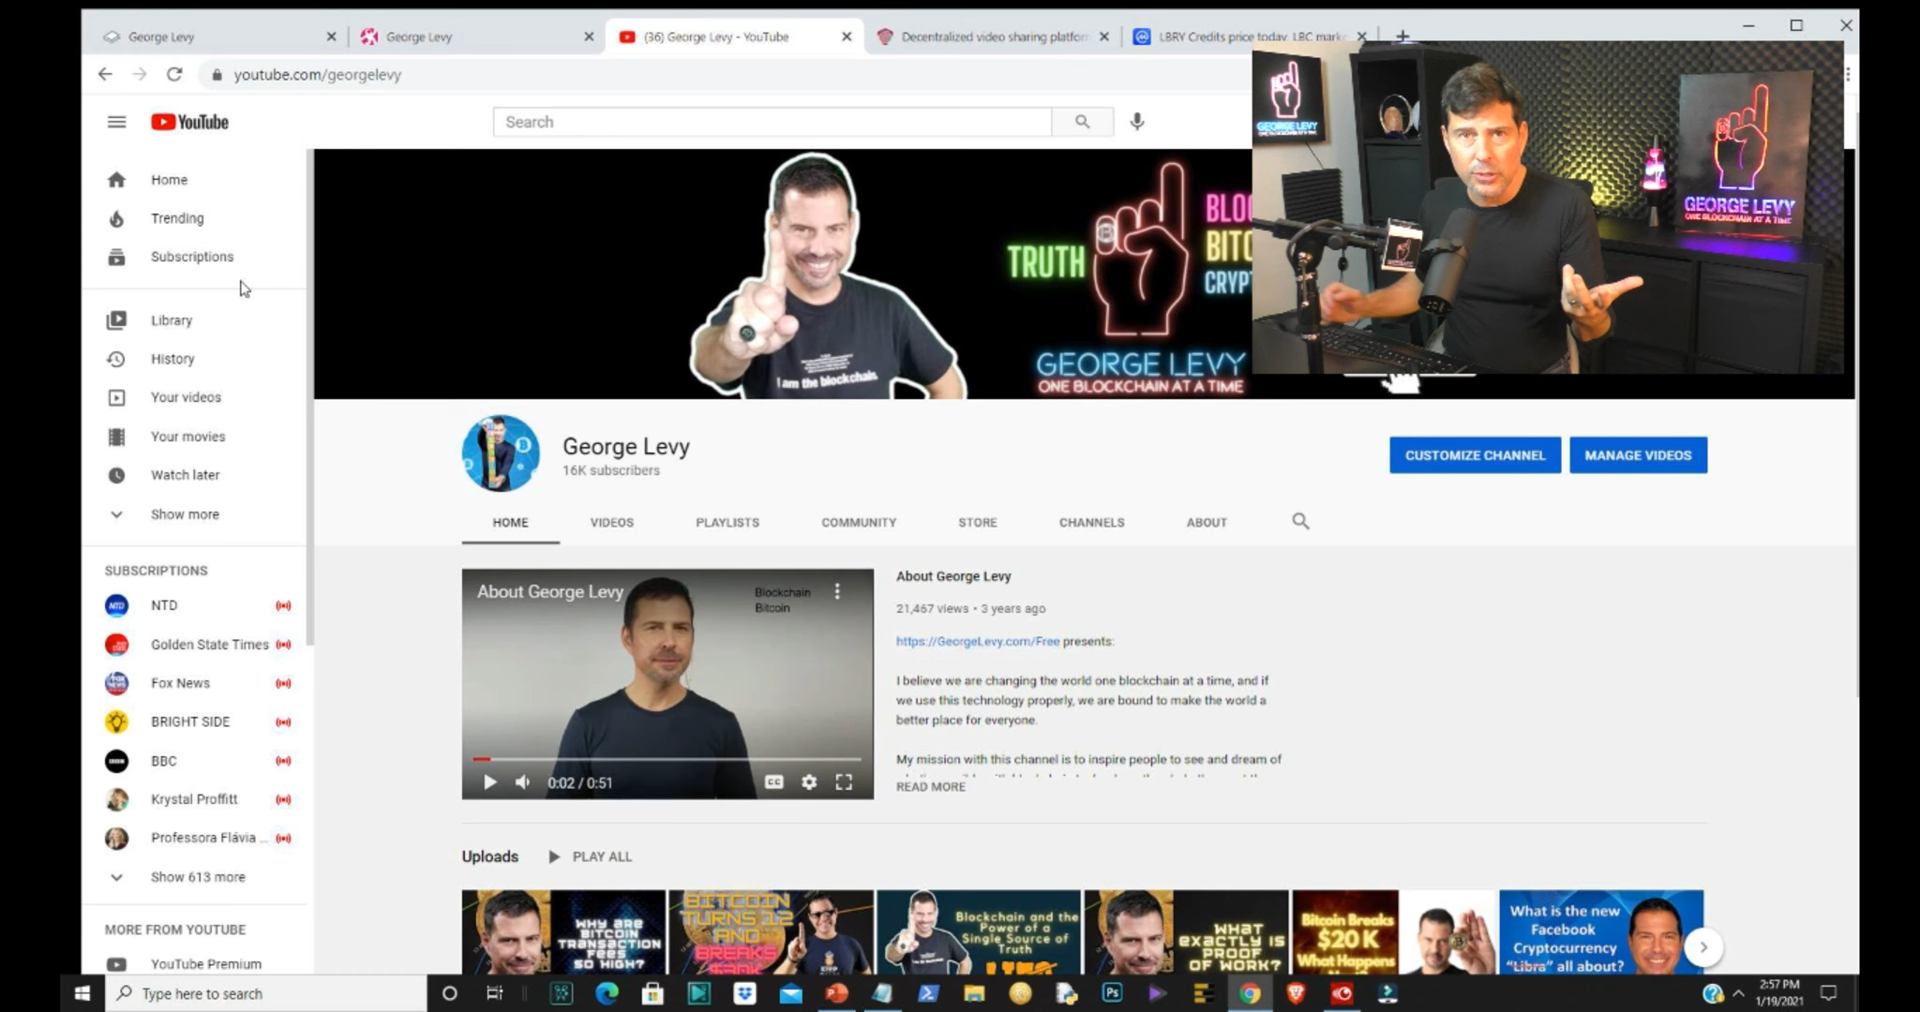 George Levy
George Levy
(36) George Levy - YouTube
Decentralized video sharing platfor
LBRY Credits price today, LBC mark
youtube.com/georgelevy
YouTube
Search
Home
Trending
Subscriptions
Library
History
Your videos
Your movies
Watch later
Show more
SUBSCRIPTIONS
NTD
Golden State Times
Fox News
BRIGHT SIDE
BBC
Krystal Proffitt
Professora Flávia ...
Show 613 more
MORE FROM YOUTUBE
YouTube Premium
I am the blockchain.
TRUTH
BLO
BITC
CRYP
GEORGE LEVY
ONE BLOCKCHAIN AT A TIME
GEORGE LEVY
GEORGE LEVY
ONE BLOCKCHAIN AT A TIME
George Levy
16K subscribers
CUSTOMIZE CHANNEL
MANAGE VIDEOS
HOME
VIDEOS
PLAYLISTS
COMMUNITY
STORE
CHANNELS
ABOUT
About George Levy
Blockchain
Bitcoin
0:02 / 0:51
About George Levy
21,467 views • 3 years ago
https://GeorgeLevy.com/Free presents:
I believe we are changing the world one blockchain at a time, and if
we use this technology properly, we are bound to make the world a
better place for everyone.
My mission with this channel is to inspire people to see and dream of
READ MORE
Uploads
PLAY ALL
WHY ARE
BITCOIN
TRANSACTION
FEES
SO HIGH?
BITCOIN
TURNS 12
AND
BREAKS
Blockchain and the
Power of a
Single Source of
Truth
WHAT
EXACTLY IS
PROOF
OF WORK?
Bitcoin Breaks
$20 K
What Happens
What is the new
Facebook
Cryptocurrency
"Libra" all about?
Type here to search
2:57 PM
1/19/2021